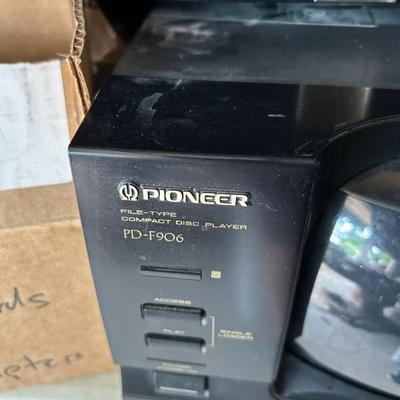 PIONEER
FILE-TYPE
COMPACT DISC PLAYER
PD-F906
ACCESS
PLAY
SINGLE
LOADER